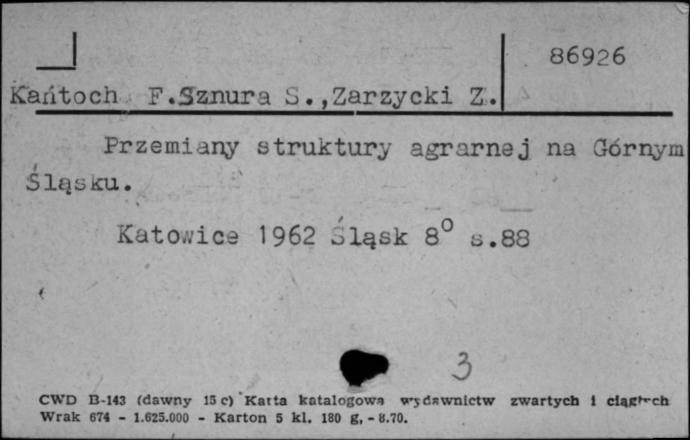 86926
Kańtoch F.Sznura S.,Zarzycki Z.
Przemiany struktury agrarnej na Górnym
Śląsku.
Katowice 1962 Śląsk 8⁰ s.88
3
CWD B-143 (dawny 15 c) Karta katalogowa wydawnictw zwartych i ciągłych
Wrak 674 - 1.625.000 - Karton 5 kl. 180 g, - 8.70.